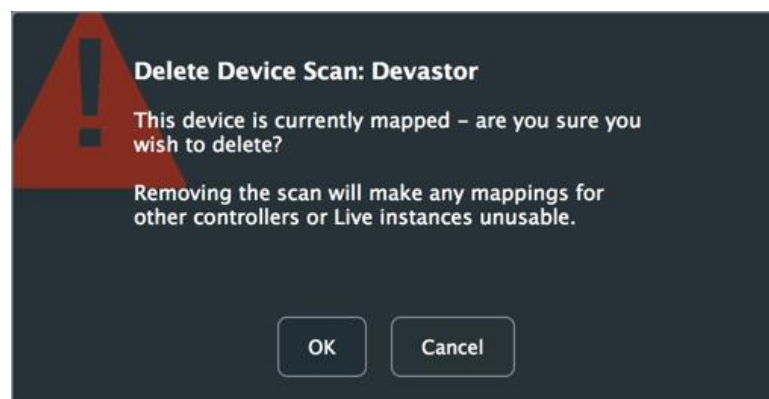 Delete Device Scan: Devastor
This device is currently mapped – are you sure you
wish to delete?
Removing the scan will make any mappings for
other controllers or Live instances unusable.
OK
Cancel